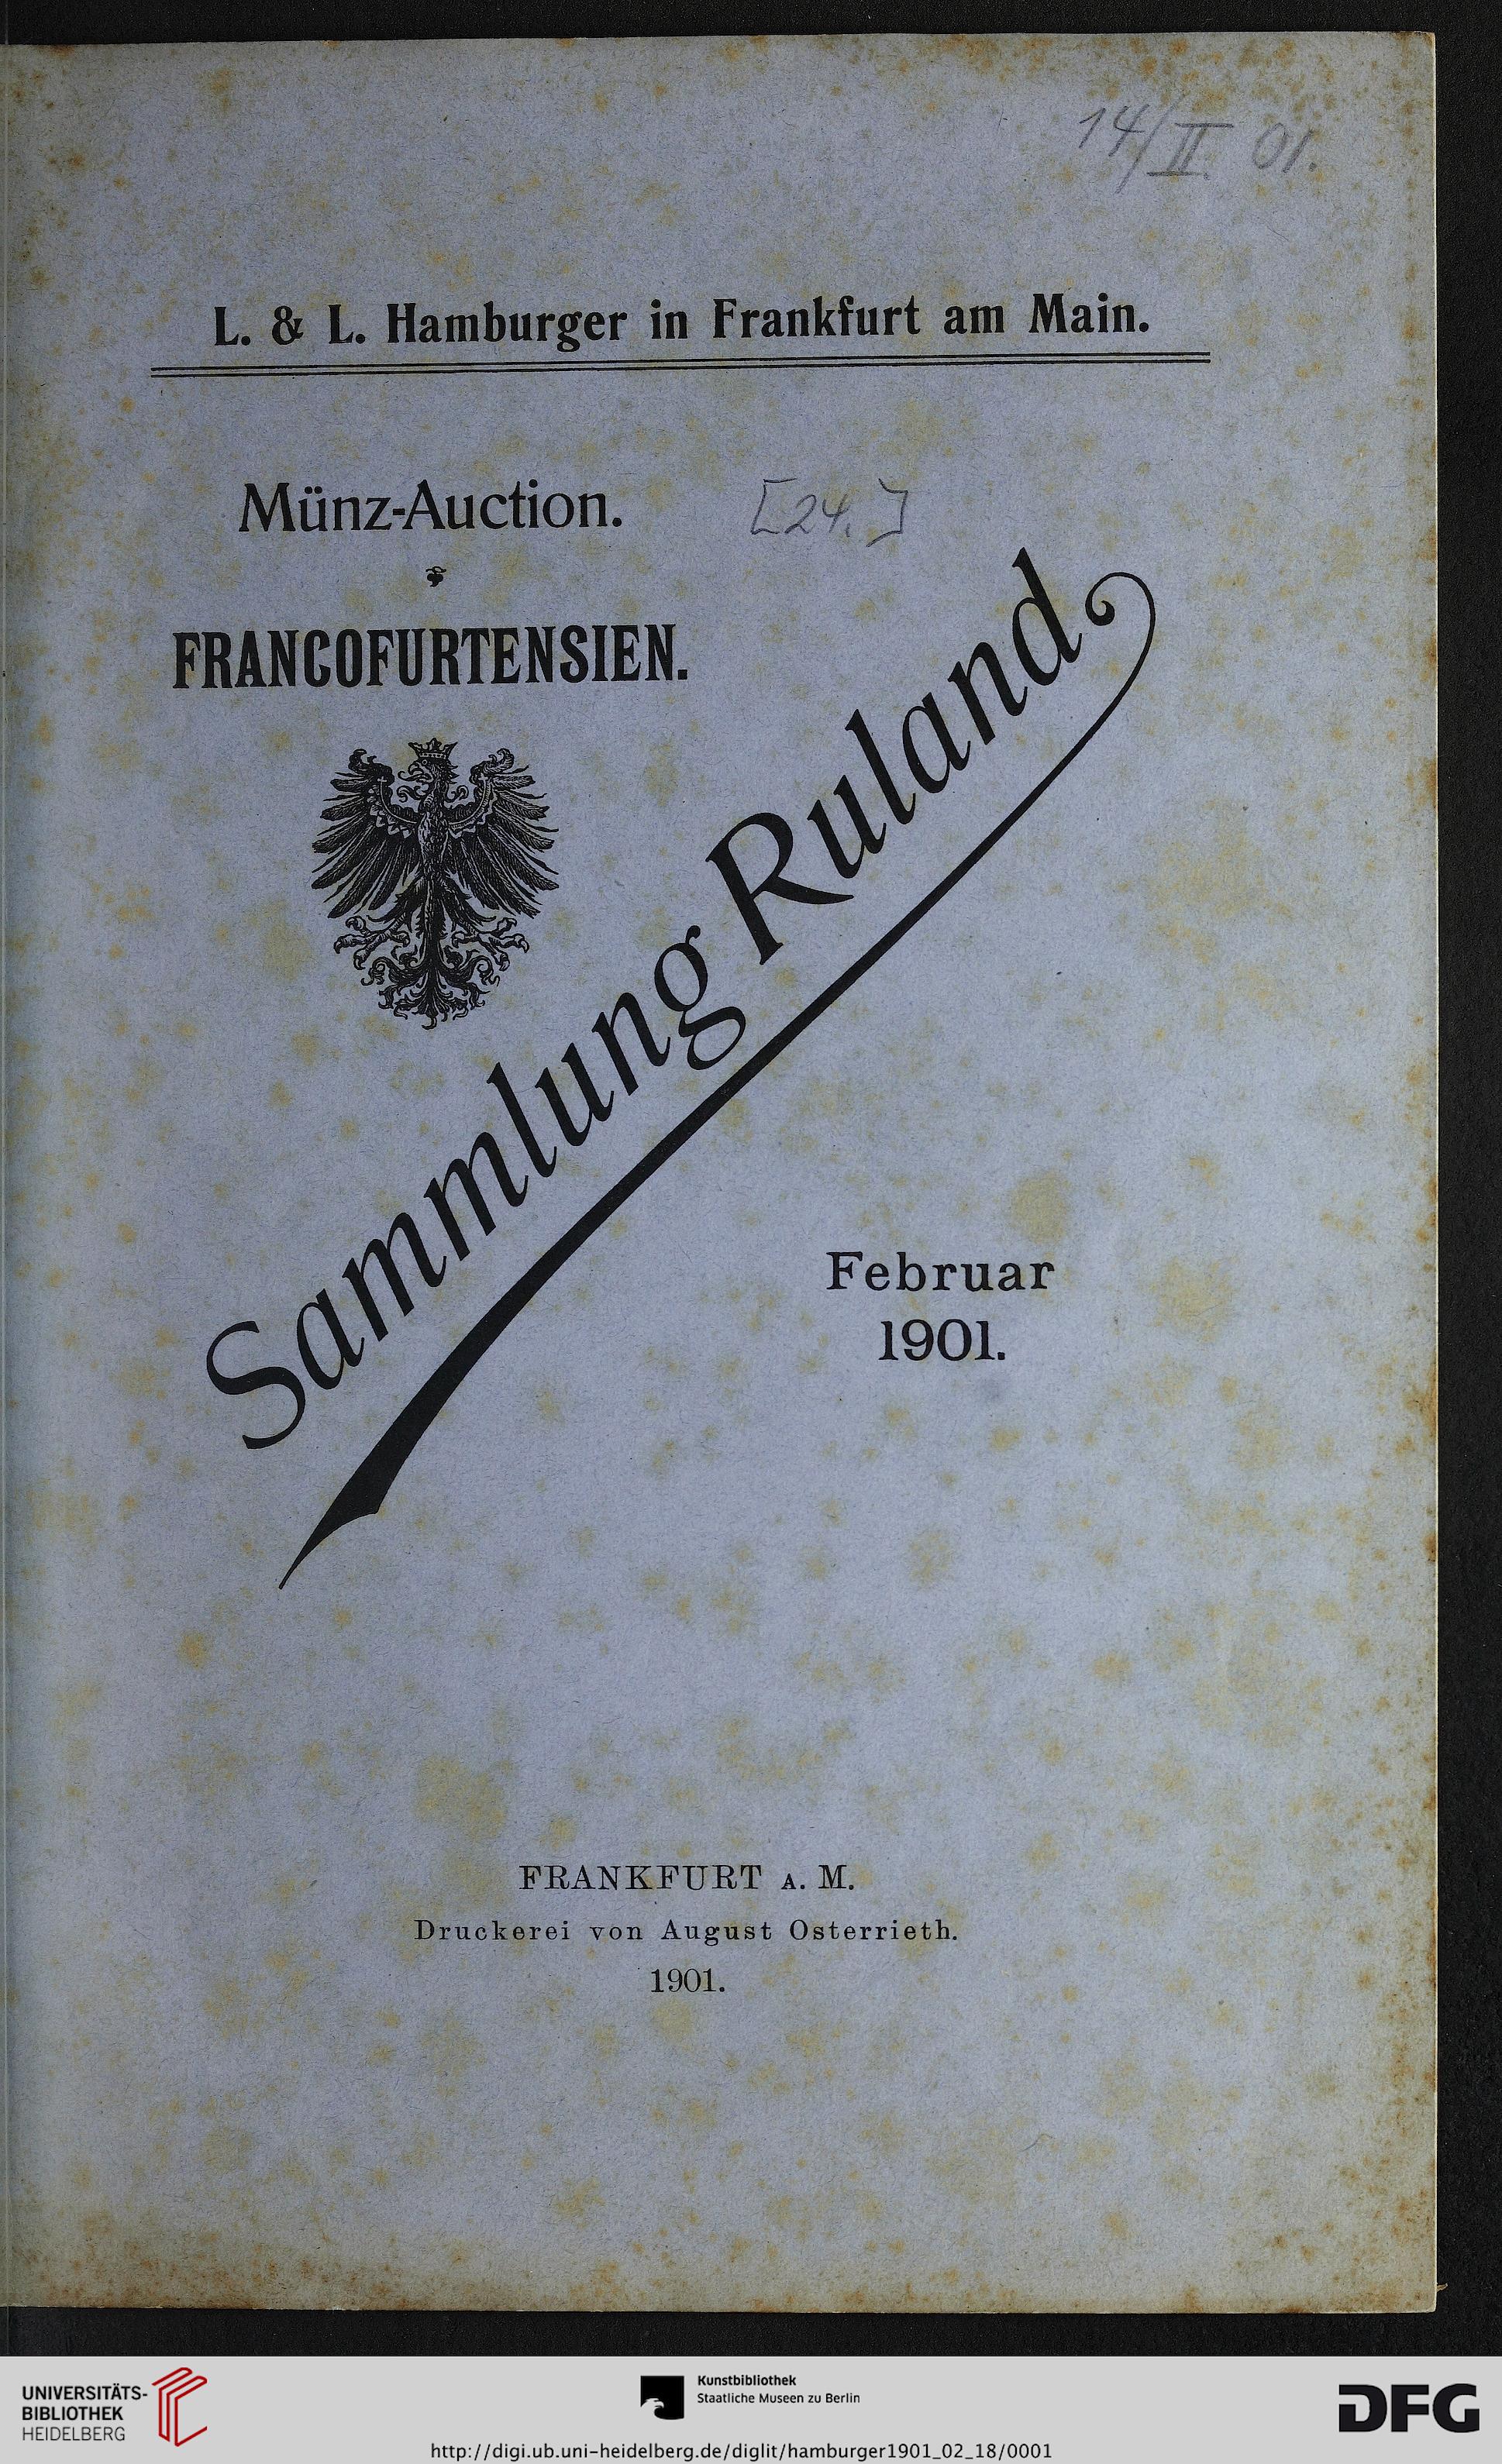 14/II. 01.
L. & L. Hamburger in Frankfurt am Main.
Münz-Auction.
[24.]
FRANCOFURTENSIEN.
Sammlung Ruland
Februar
1901.
FRANKFURT A. M.
Druckerei von August Osterrieth.
1901.
UNIVERSITÄTS-
BIBLIOTHEK
HEIDELBERG
Kunstbibliothek
Staatliche Museen zu Berlin
DFG
http://digi.ub.uni-heidelberg.de/diglit/hamburger1901_02_18/0001